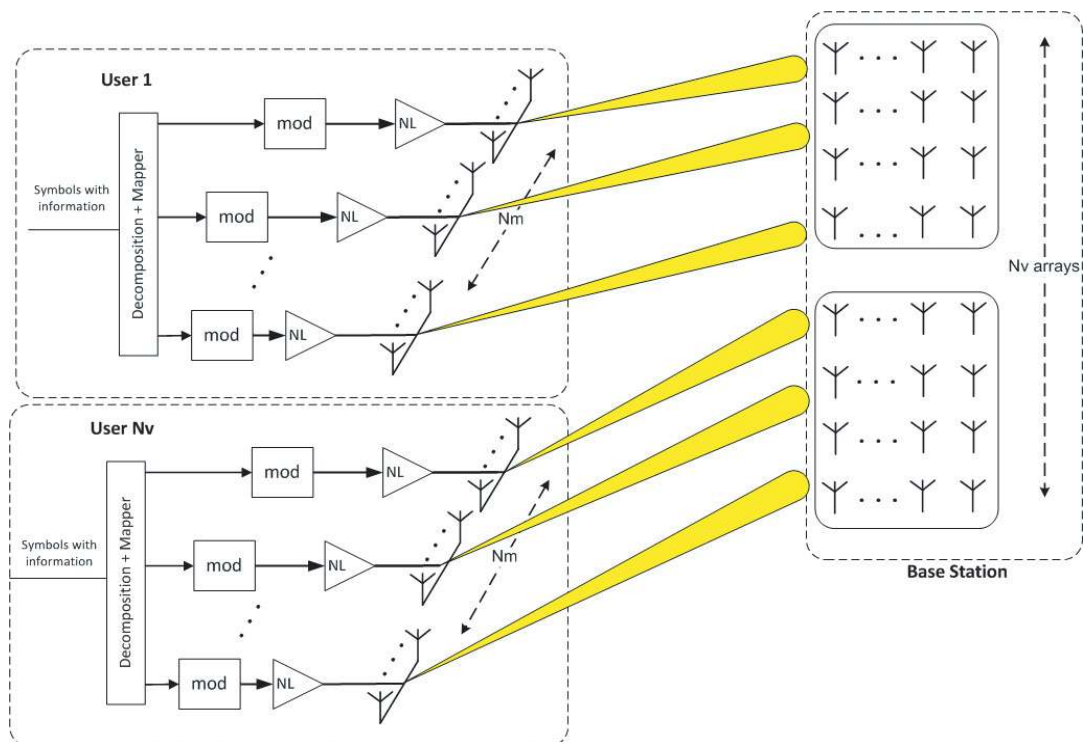 User 1
Decomposition + Mapper
Symbols with
information
mod
NL
mod
NL
mod
NL
Nm
Nv arrays
Base Station
User Nv
Decomposition + Mapper
Symbols with
information
mod
NL
mod
NL
mod
NL
Nm